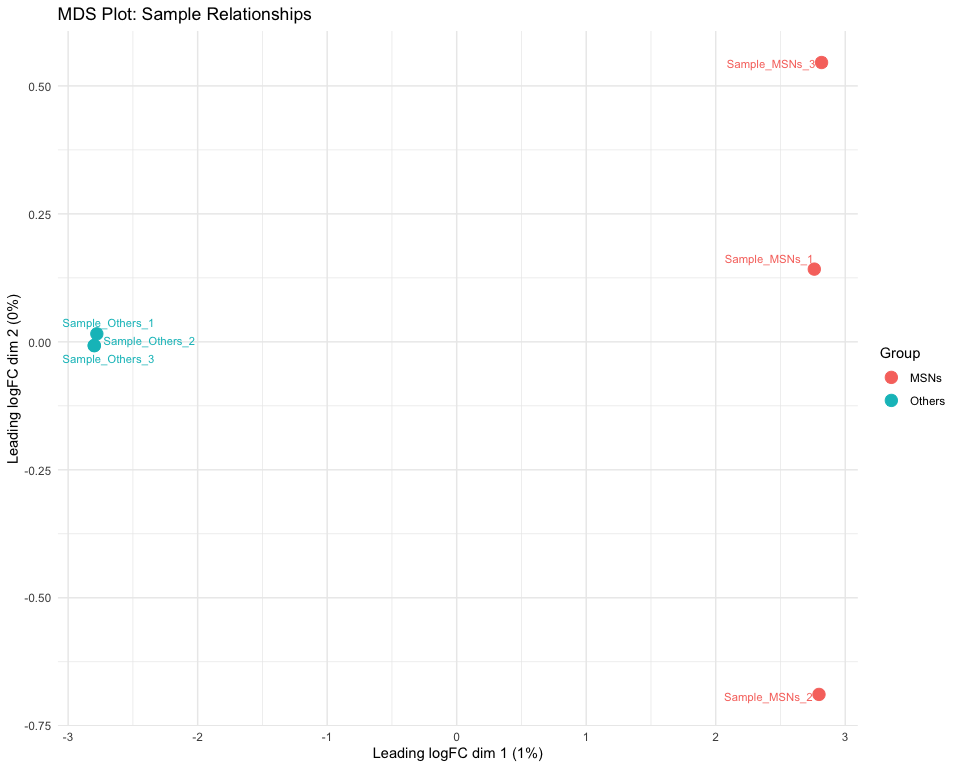 MDS Plot: Sample Relationships
Sample_MSNs_3
0.50
0.25
Sample_MSNs_1
Sample_Others_1
0.00
Sample_Others_2
Sample_Others_3
Leading logFC dim 2 (0%)
Group
MSNs
Others
-0.25
-0.50
Sample_MSNs_2
-0.75
-3 -2 -1 0 1 2 3
Leading logFC dim 1 (1%)